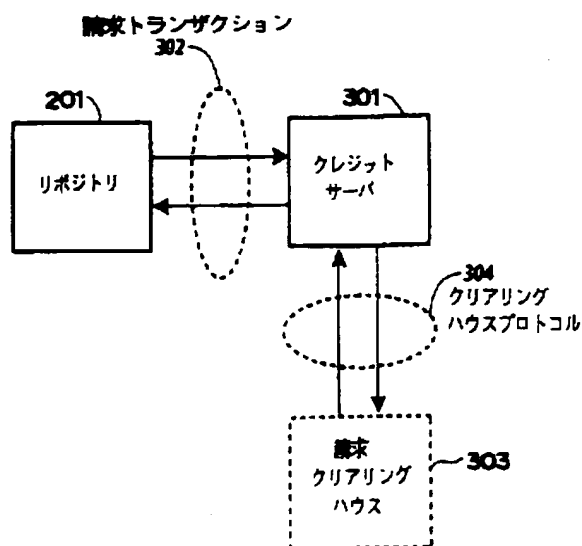 請求トランザクション
302
201
301
リポジトリ
クレジット
サーバ
304
クリアリング
ハウスプロトコル
請求
クリアリング
ハウス
303